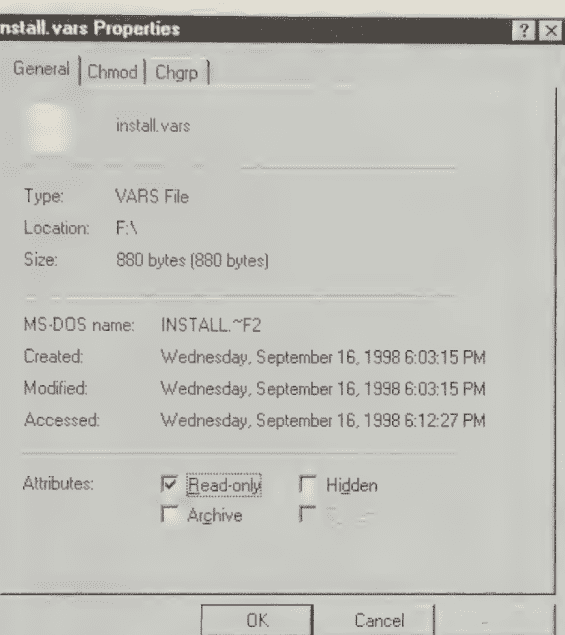 nstall.vars Properties
General Chmod Chgrp
install.vars
Type: VARS File
Location: F:\
Size: 880 bytes (880 bytes)
MS-DOS name: INSTALL.~F2
Created: Wednesday, September 16, 1998 6:03:15 PM
Modified: Wednesday, September 16, 1998 6:03:15 PM
Accessed: Wednesday, September 16, 1998 6:12:27 PM
Attributes: Read-only Hidden
Archive
OK Cancel